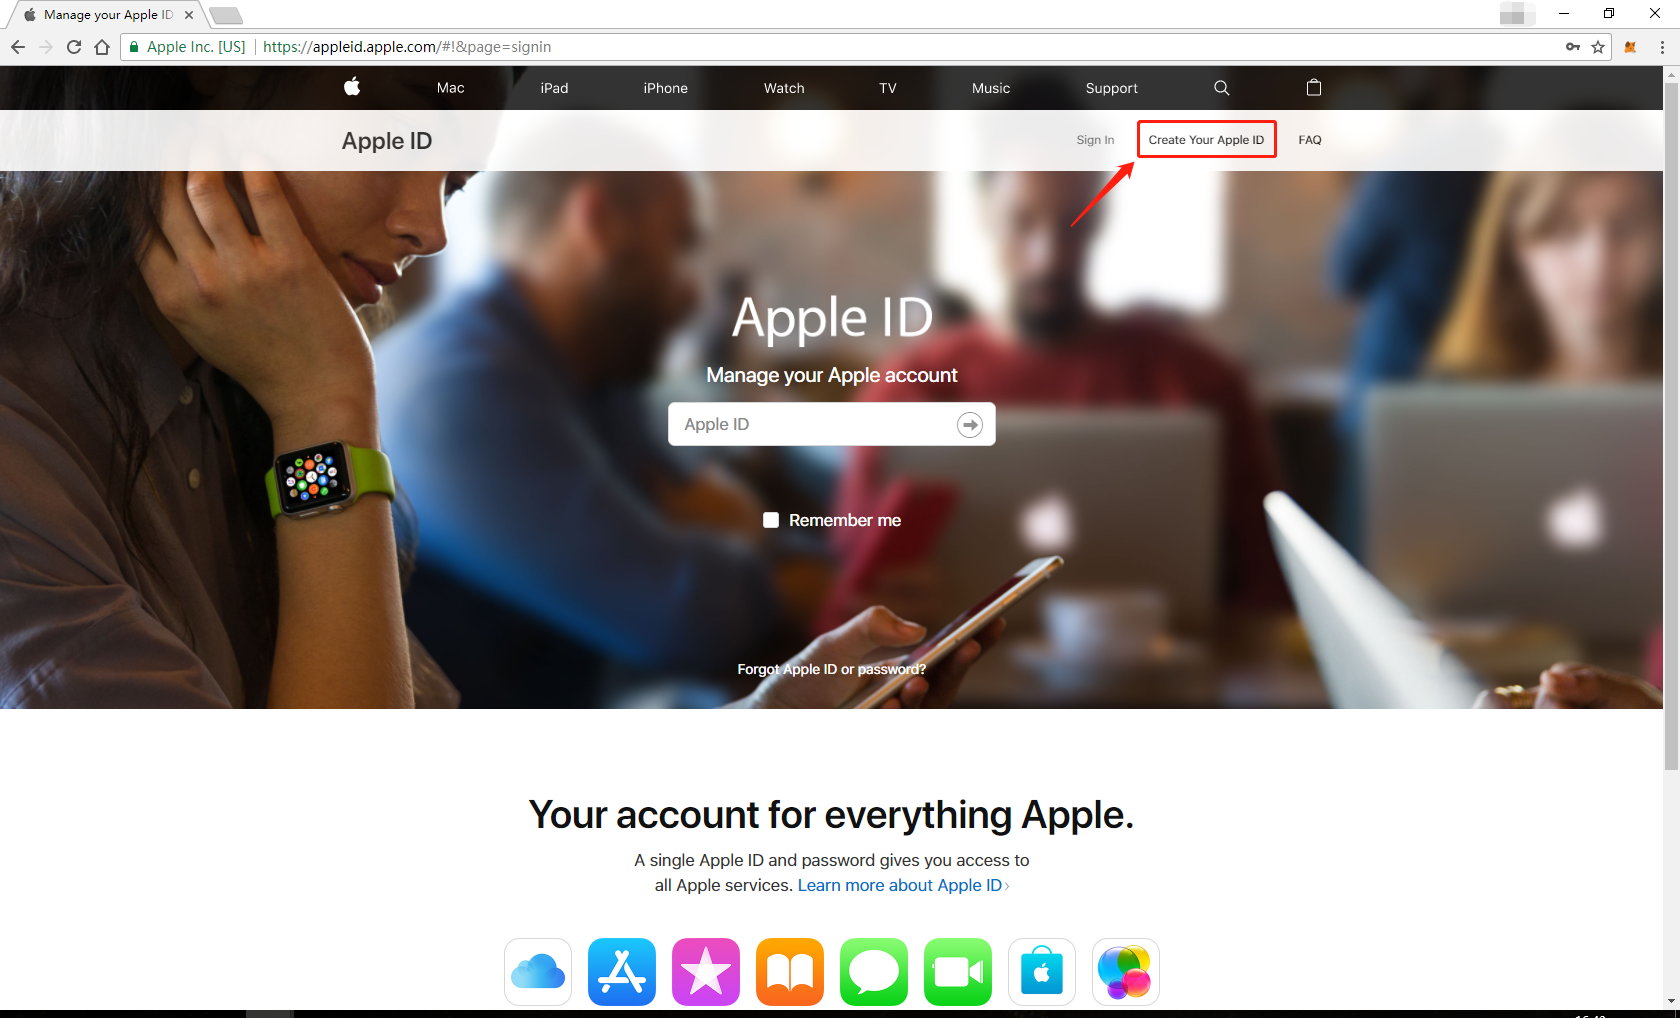 Manage your Apple ID
Apple Inc. [US] https://appleid.apple.com/#!&page=signin
Mac iPad iPhone Watch TV Music Support
Apple ID Sign In Create Your Apple ID FAQ
Apple ID
Manage your Apple account
Apple ID
Remember me
Forgot Apple ID or password?
Your account for everything Apple.
A single Apple ID and password gives you access to
all Apple services. Learn more about Apple ID ›